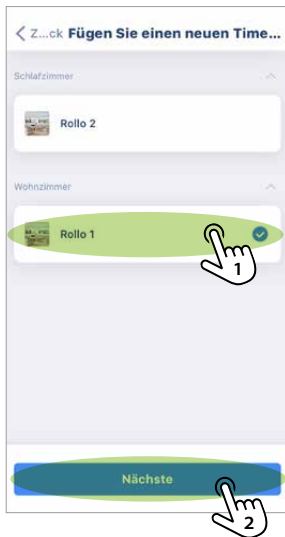 Z...ck Fügen Sie einen neuen Time...
Schlafzimmer
Rollo 2
Wohnzimmer
Rollo 1
1
Nächste
2